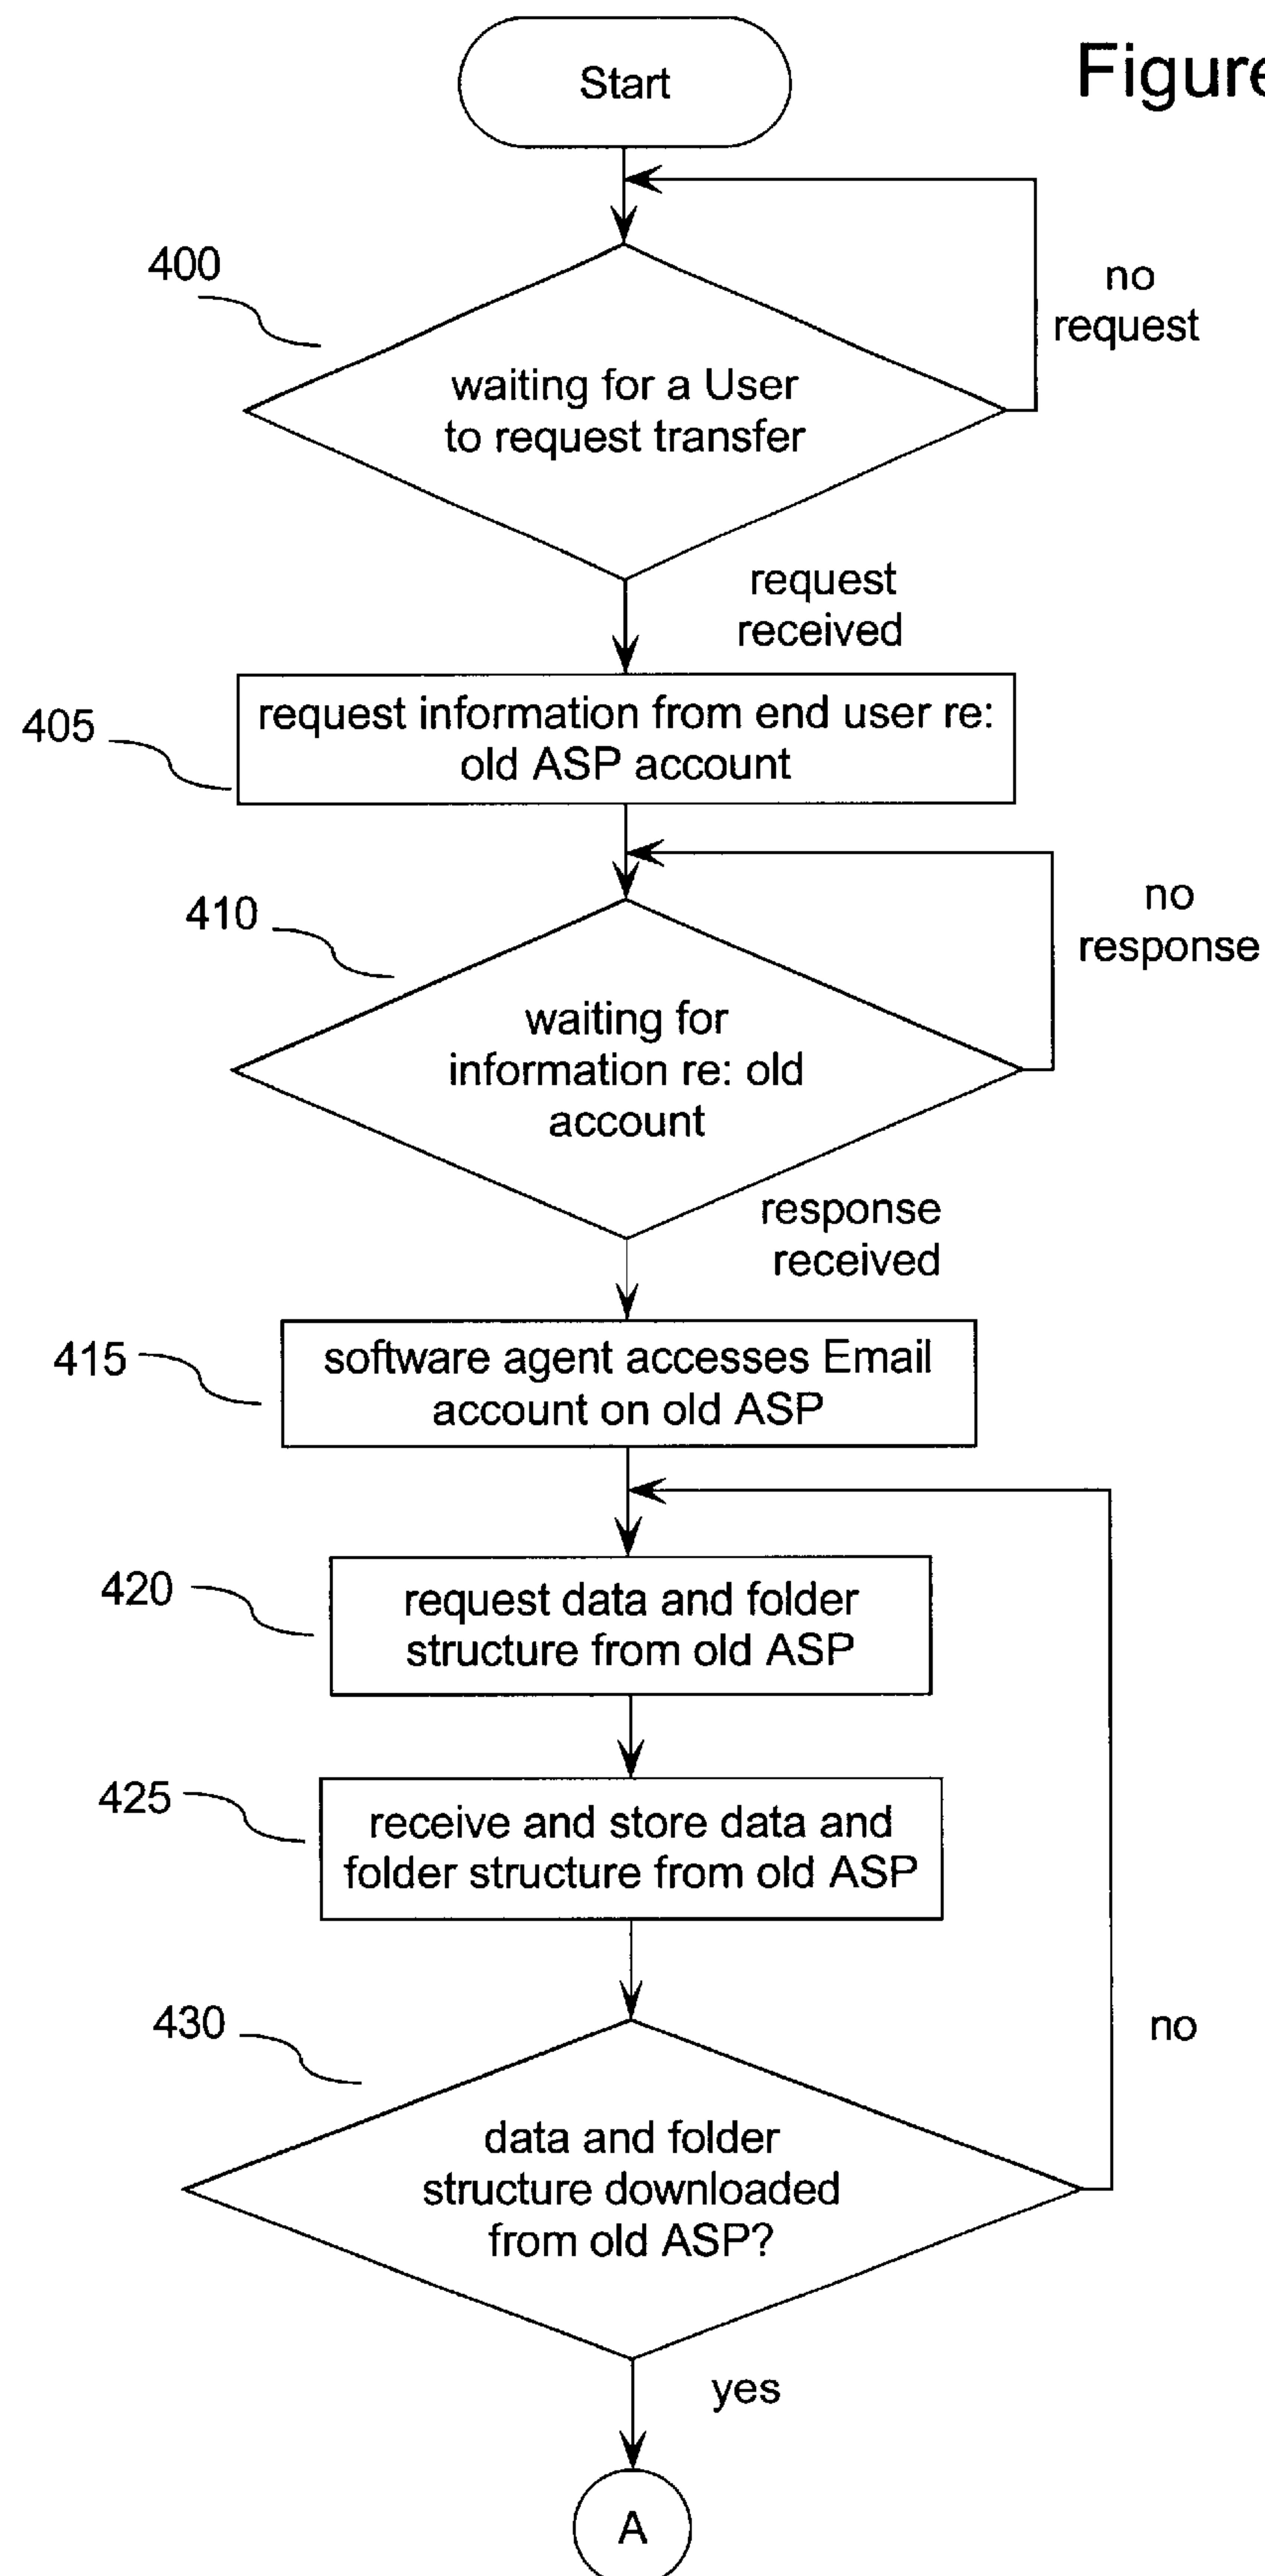 Start
Figure
400
no
request
waiting for a User
to request transfer
request
received
405
request information from end user re:
old ASP account
410
no
response
waiting for
information re: old
account
response
received
415
software agent accesses Email
account on old ASP
420
request data and folder
structure from old ASP
425
receive and store data and
folder structure from old ASP
430
no
data and folder
structure downloaded
from old ASP?
yes
A